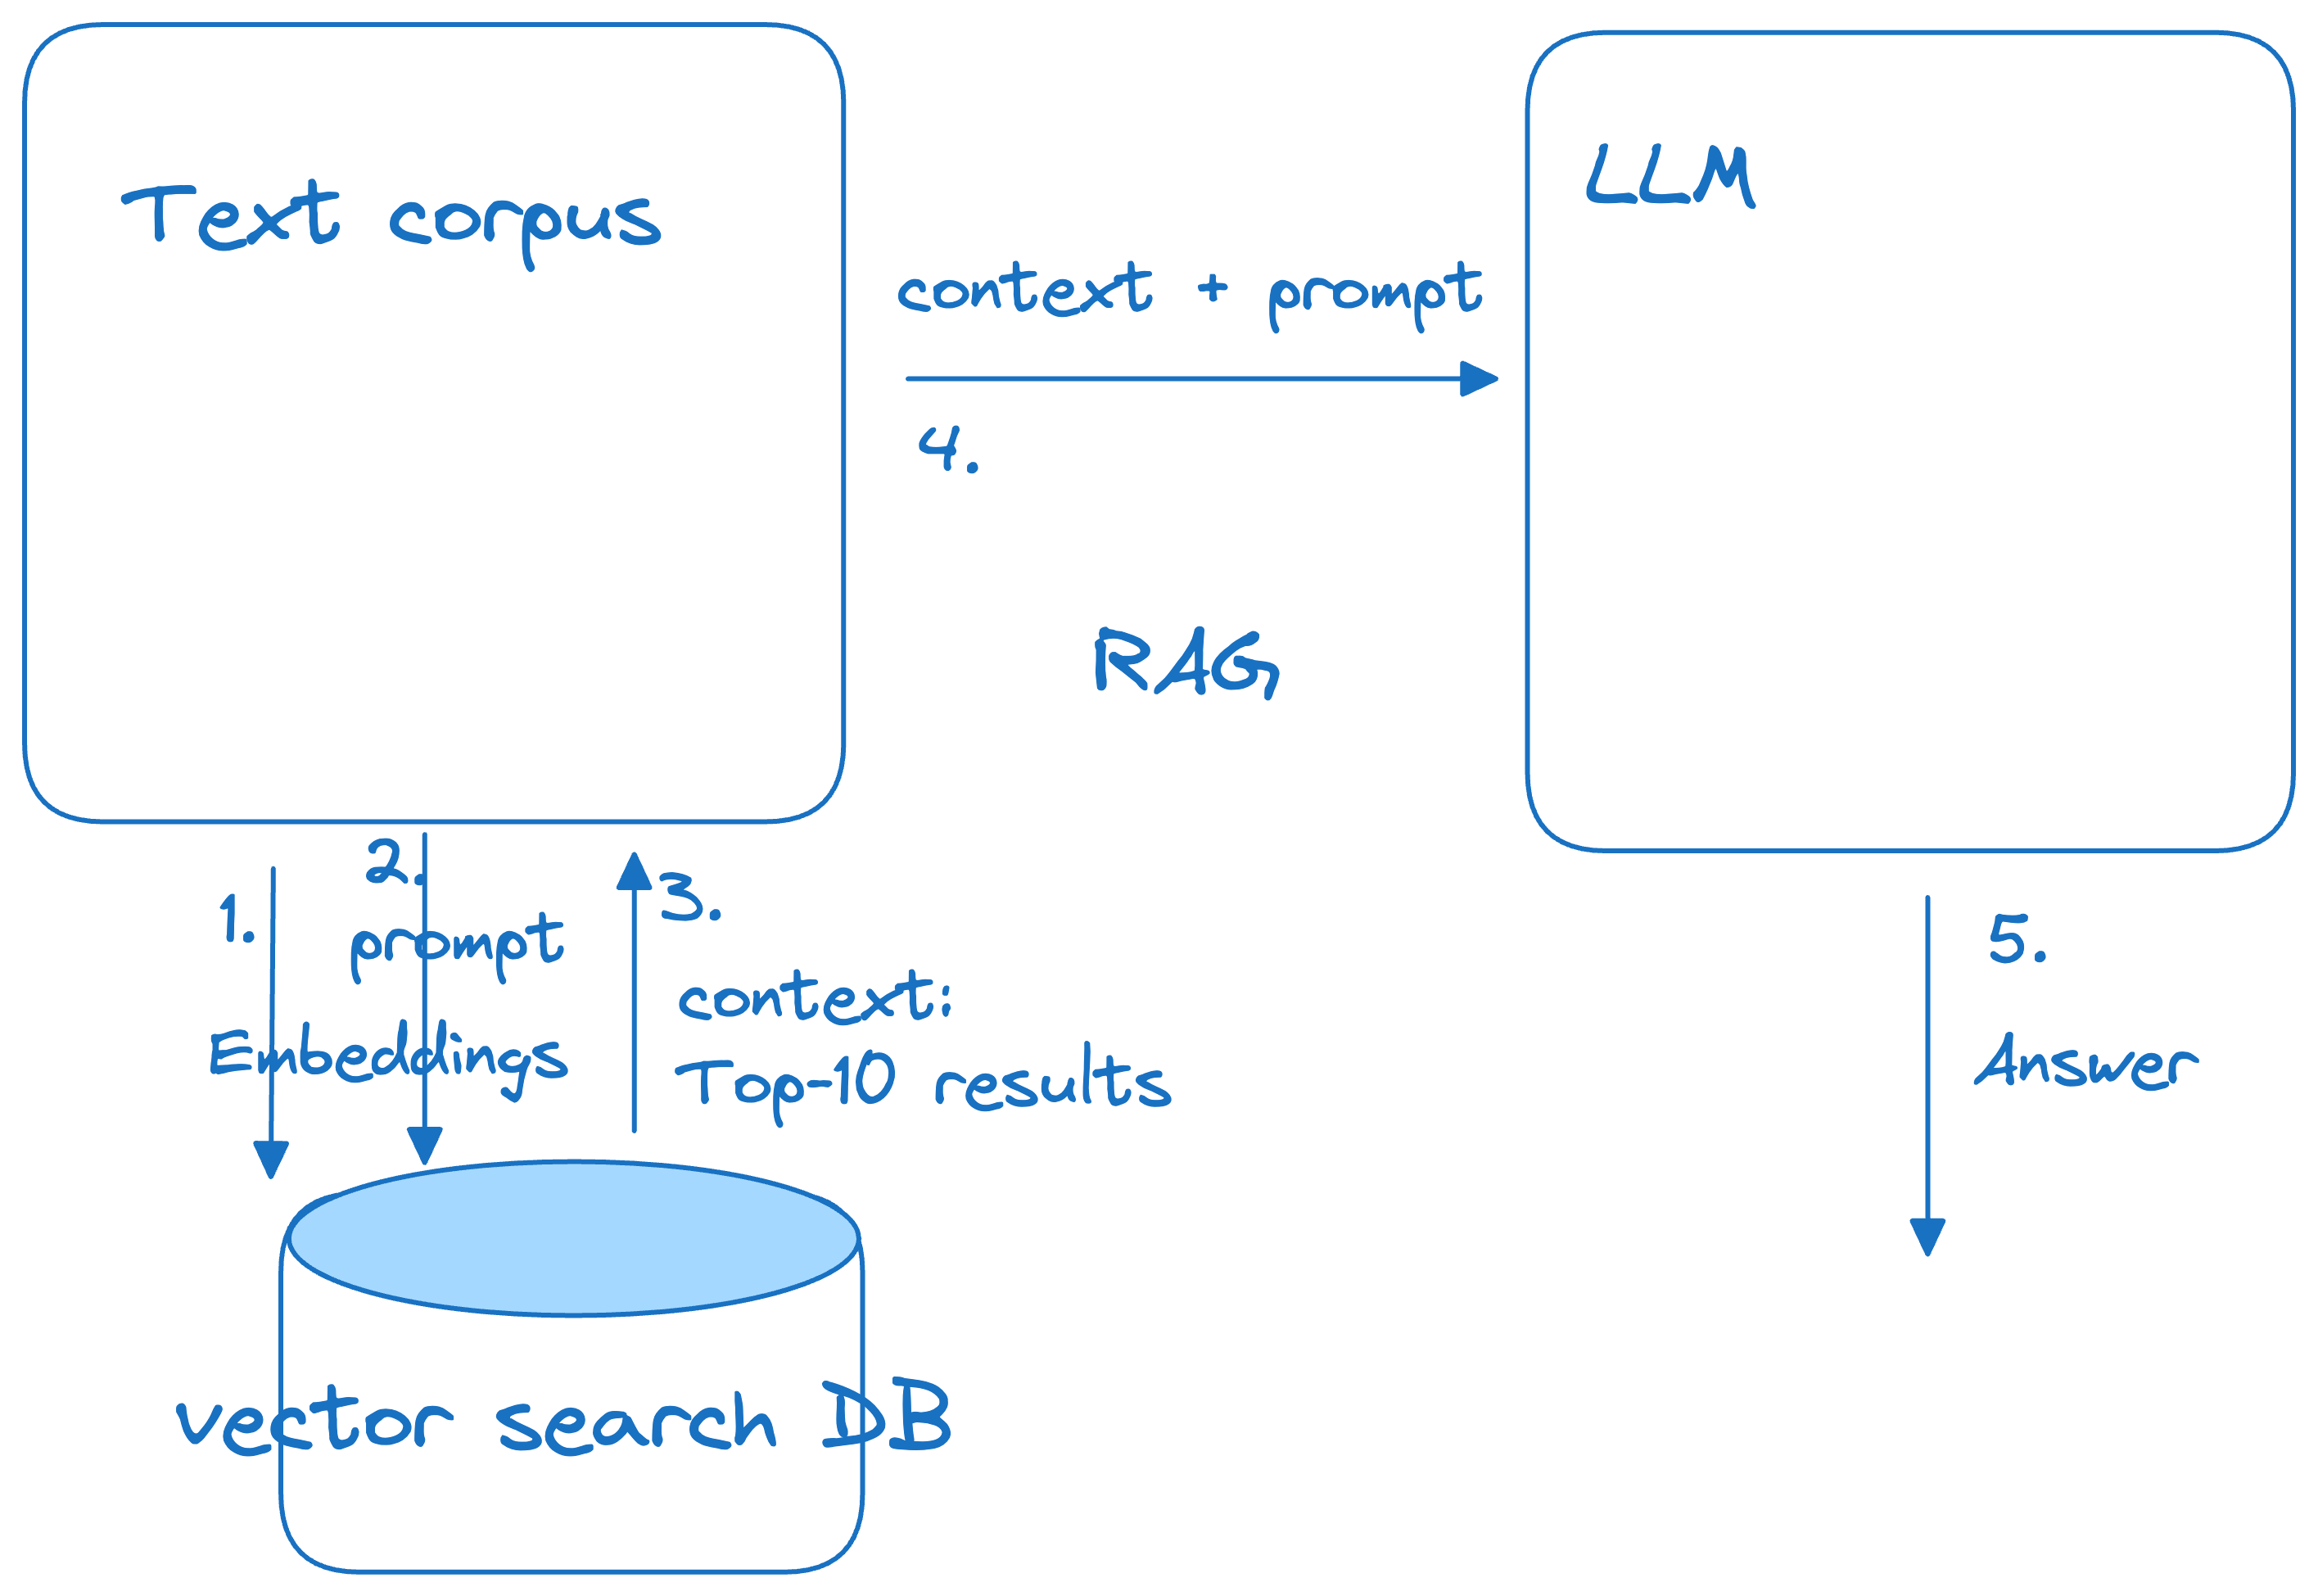 Text corpus
LLM
context + prompt
4.
RAG
2.
1.
prompt
3.
5.
context:
Embeddings
Top-10 results
Answer
vector search DB